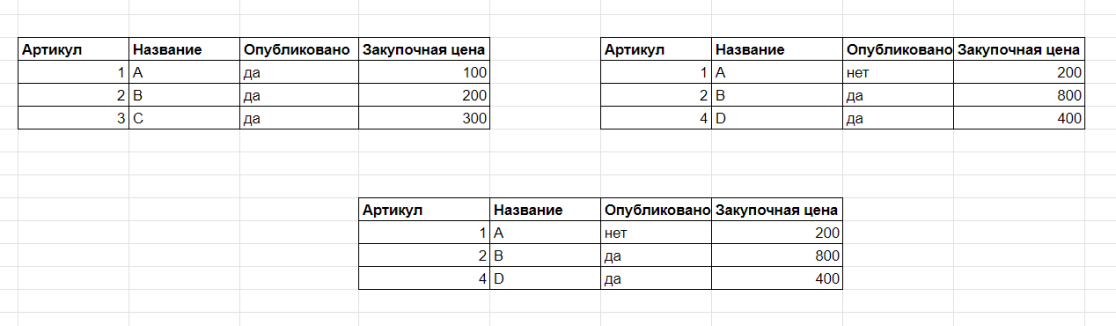 Артикул Название Опубликовано Закупочная цена
1 A да 100
2 B да 200
3 C да 300
Артикул Название Опубликовано Закупочная цена
1 A нет 200
2 B да 800
4 D да 400
Артикул Название Опубликовано Закупочная цена
1 A нет 200
2 B да 800
4 D да 400